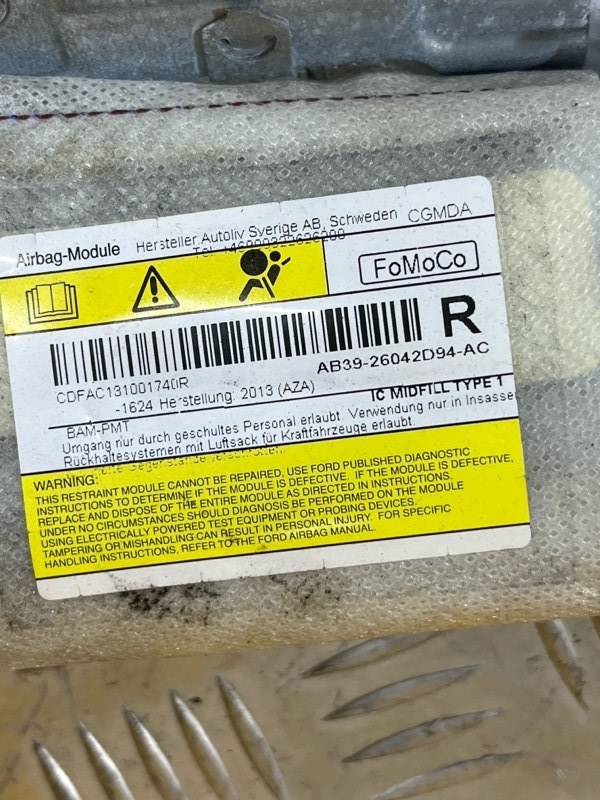 Airbag-Module Hersteller Autoliv Sverige AB, Schweden CGMDA
FoMoCo
R
CDFAC131001740R
AB39-26042D94-AC
-1624 Herstellung: 2013 (AZA)
IC MIDFILL TYPE 1
BAM-PMT
Umgang nur durch geschultes Personal erlaubt. Verwendung nur in Insasse
Rückhaltesystemen mit Luftsack für Kraftfahrzeuge erlaubt.
WARNING:
THIS RESTRAINT MODULE CANNOT BE REPAIRED, USE FORD PUBLISHED DIAGNOSTIC
INSTRUCTIONS TO DETERMINE IF THE MODULE IS DEFECTIVE. IF THE MODULE IS DEFECTIVE,
REPLACE AND DISPOSE OF THE ENTIRE MODULE AS DIRECTED IN INSTRUCTIONS.
UNDER NO CIRCUMSTANCES SHOULD DIAGNOSIS BE PERFORMED ON THE MODULE
USING ELECTRICALLY POWERED TEST EQUIPMENT OR PROBING DEVICES.
TAMPERING OR MISHANDLING CAN RESULT IN PERSONAL INJURY. FOR SPECIFIC
HANDLING INSTRUCTIONS, REFER TO THE FORD AIRBAG MANUAL.